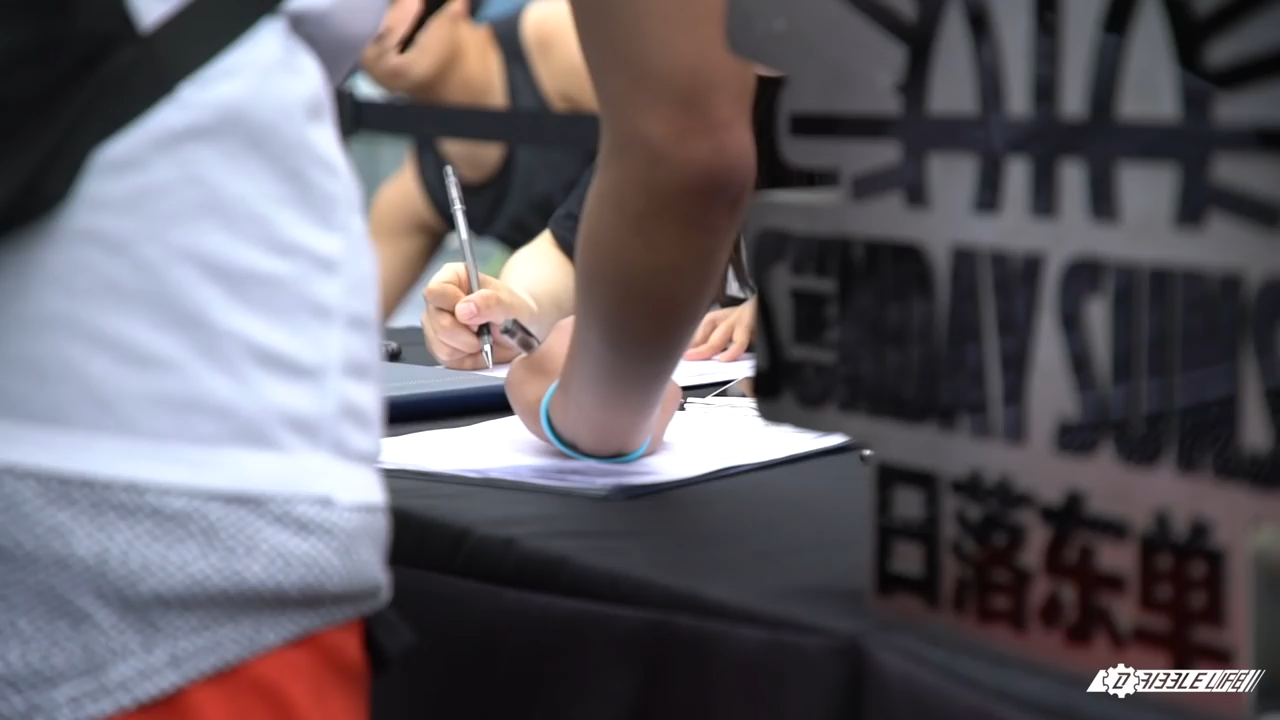 SUNDAY SUNS
日落东单
DRIBBLE LIFE